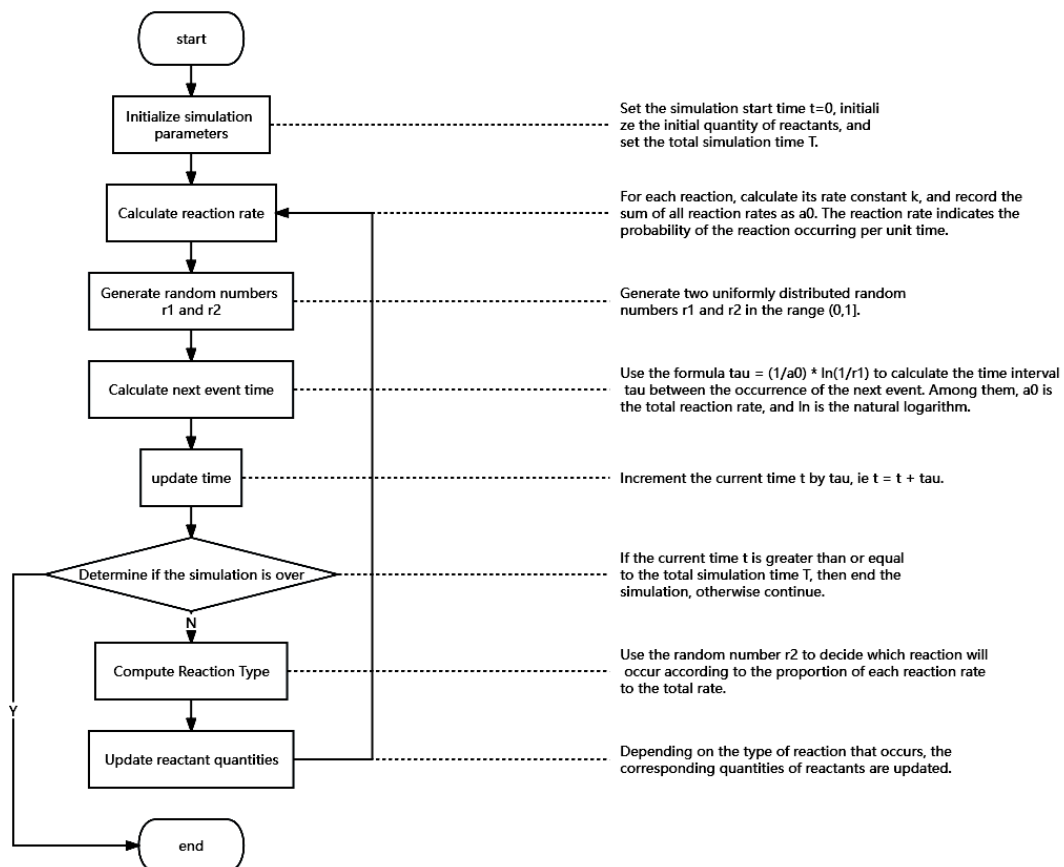 start
Initialize simulation
parameters
Set the simulation start time t=0, initiali
ze the initial quantity of reactants, and
set the total simulation time T.
Calculate reaction rate
For each reaction, calculate its rate constant k, and record the
sum of all reaction rates as a0. The reaction rate indicates the
probability of the reaction occurring per unit time.
Generate random numbers
r1 and r2
Generate two uniformly distributed random
numbers r1 and r2 in the range (0,1].
Calculate next event time
Use the formula tau = (1/a0) * ln(1/r1) to calculate the time interval
tau between the occurrence of the next event. Among them, a0 is
the total reaction rate, and ln is the natural logarithm.
update time
Increment the current time t by tau, ie t = t + tau.
Determine if the simulation is over
If the current time t is greater than or equal
to the total simulation time T, then end the
simulation, otherwise continue.
N
Compute Reaction Type
Use the random number r2 to decide which reaction will
occur according to the proportion of each reaction rate
to the total rate.
Y
Update reactant quantities
Depending on the type of reaction that occurs, the
corresponding quantities of reactants are updated.
end